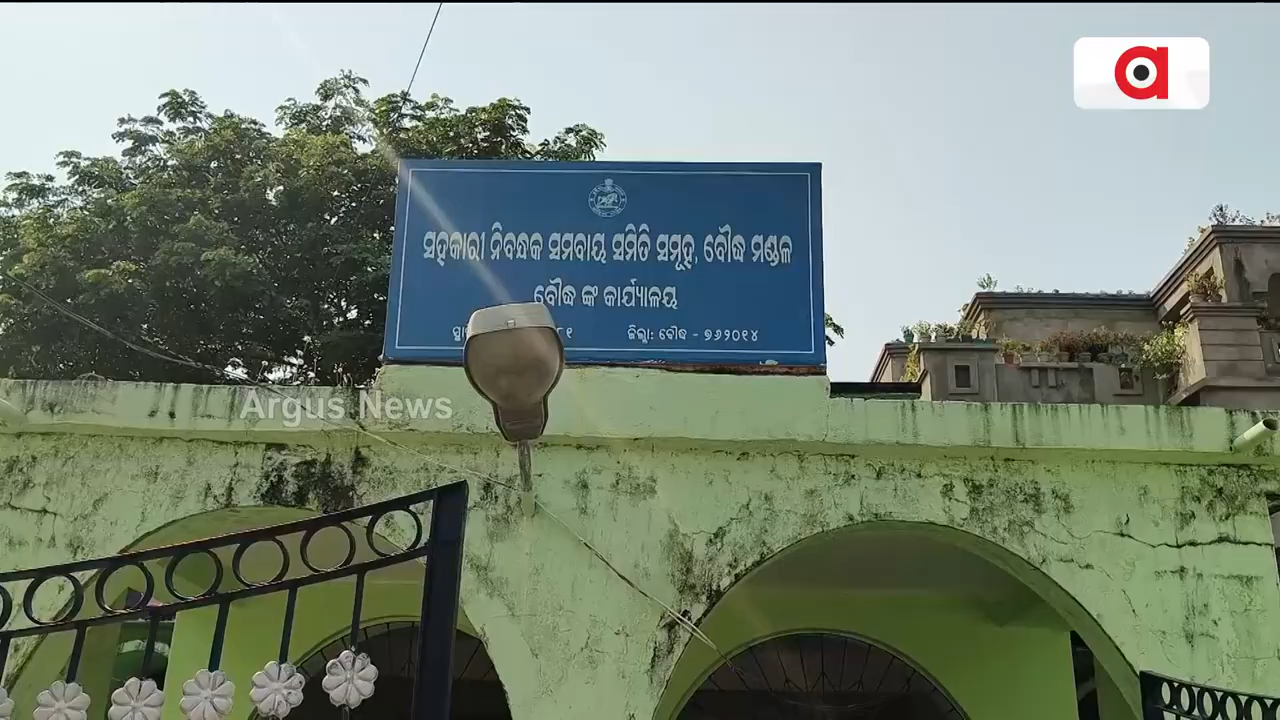 ସହକାରୀ ନିବନ୍ଧକ ସମବାୟ ସମିତି ସମୂହ, ବୌଦ୍ଧ ମଣ୍ଡଳ
ବୌଦ୍ଧ ଙ୍କ କାର୍ଯ୍ୟାଳୟ
ଜିଲ୍ଲା: ବୌଦ୍ଧ - ୭୬୨୦୧୪
Argus News